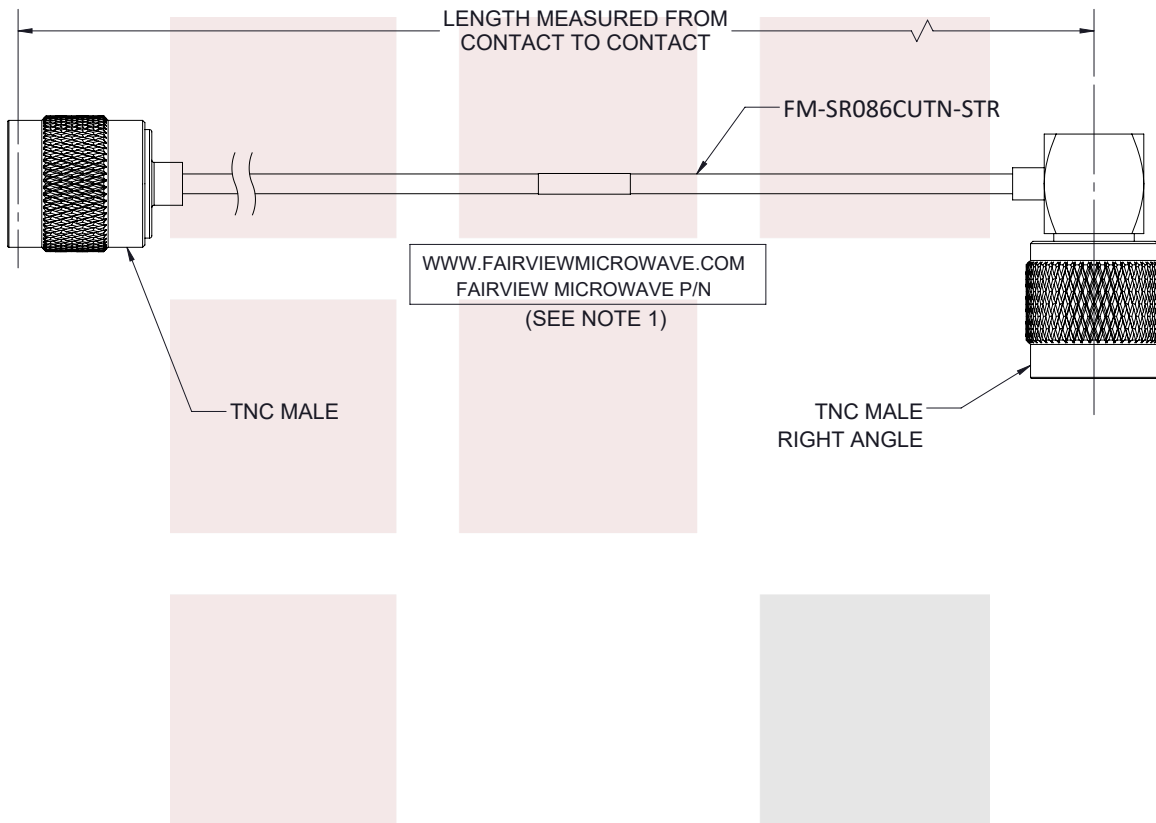 LENGTH MEASURED FROM
CONTACT TO CONTACT
FM-SR086CUTN-STR
WWW.FAIRVIEWMICROWAVE.COM
FAIRVIEW MICROWAVE P/N
(SEE NOTE 1)
TNC MALE
TNC MALE
RIGHT ANGLE